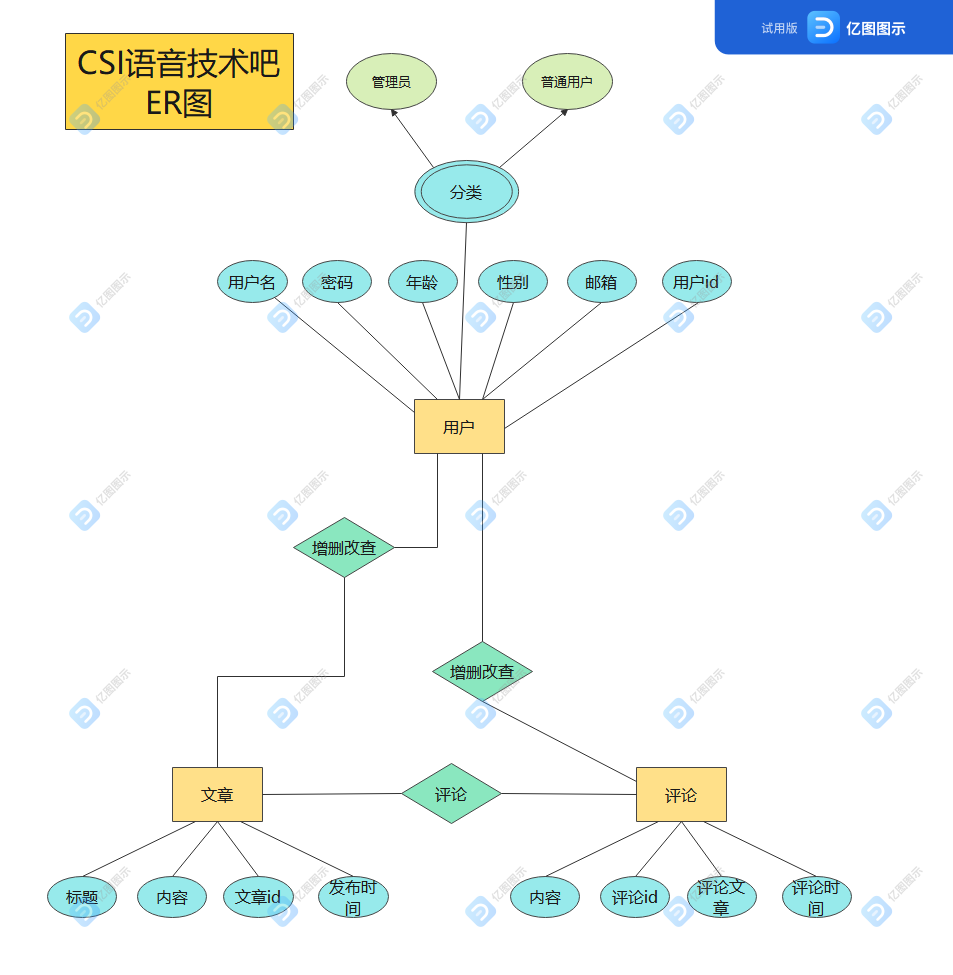 试用版 亿图图示
CSI语音技术吧
ER图
管理员
普通用户
分类
用户名
密码
年龄
性别
邮箱
用户id
用户
增删改查
增删改查
文章
评论
评论
标题
内容
文章id
发布时
间
内容
评论id
评论文
章
评论时
间